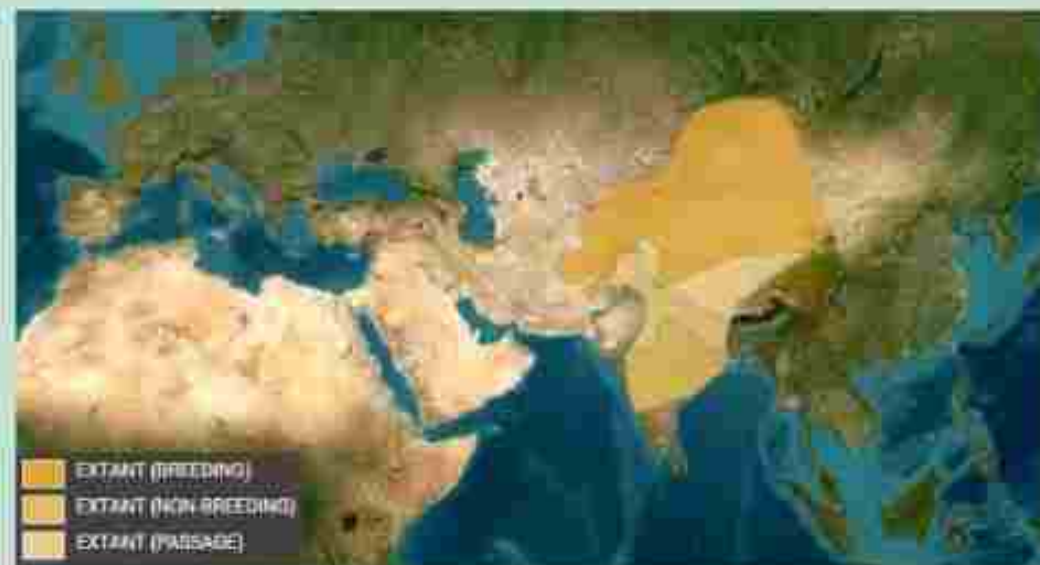 EXTANT (BREEDING)
EXTANT (NON-BREEDING)
EXTANT (PASSAGE)